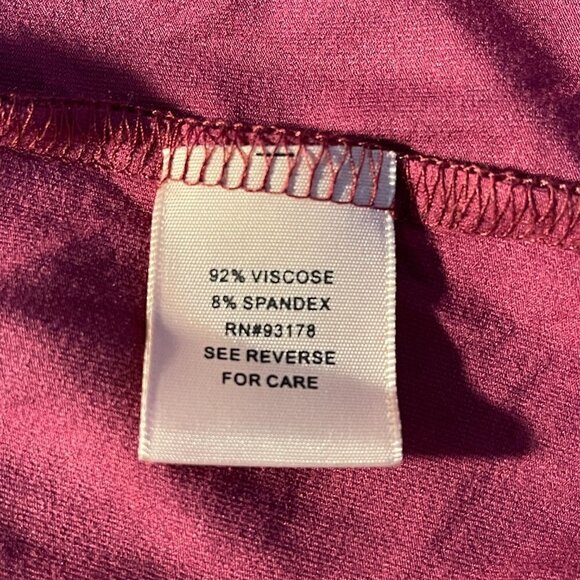 92% VISCOSE
8% SPANDEX
RN#93178
SEE REVERSE
FOR CARE